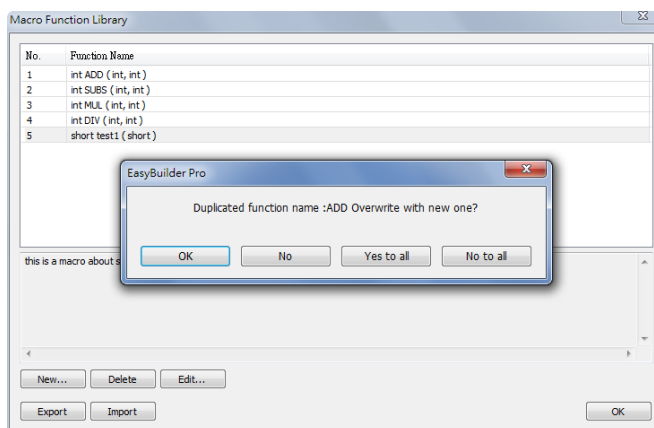 Macro Function Library
No. Function Name
1 int ADD ( int, int )
2 int SUBS ( int, int )
3 int MUL ( int, int )
4 int DIV ( int, int )
5 short test1 ( short )
EasyBuilder Pro
Duplicated function name :ADD Overwrite with new one?
OK No Yes to all No to all
this is a macro about s
New... Delete Edit...
Export Import OK